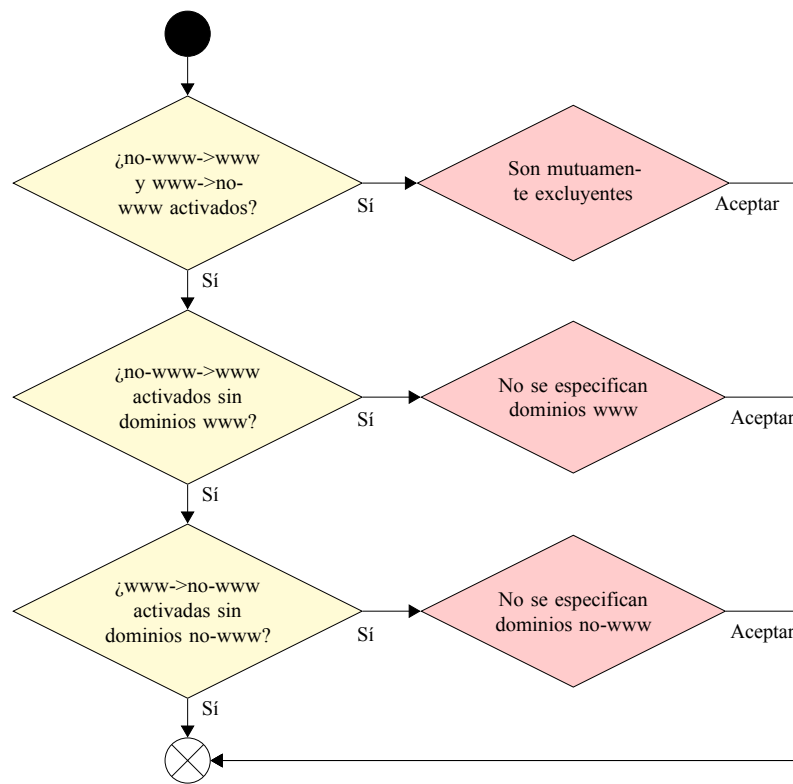 ¿no-www->www
y www->no-
www activados?
Sí
Son mutuamen-
te excluyentes
Aceptar
Sí
¿no-www->www
activados sin
dominios www?
Sí
No se especifican
dominios www
Aceptar
Sí
¿www->no-www
activadas sin
dominios no-www?
Sí
No se especifican
dominios no-www
Aceptar
Sí